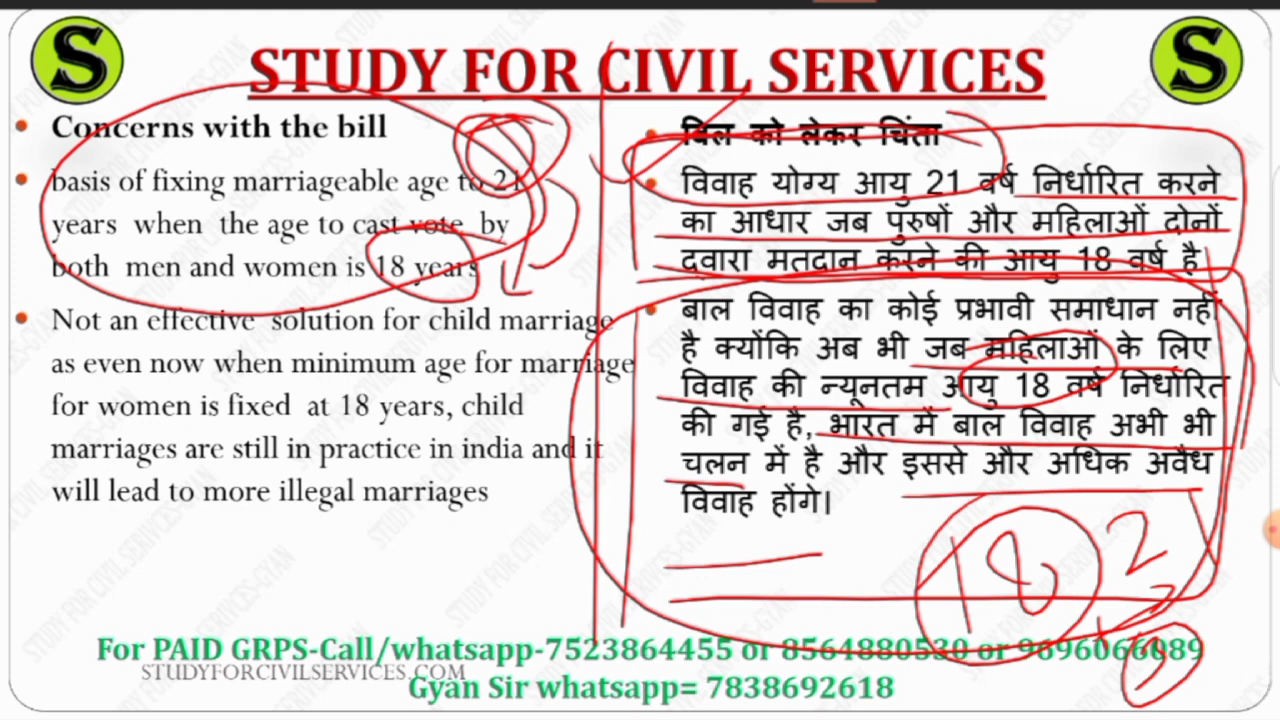 S
STUDY FOR CIVIL SERVICES
S
Concerns with the bill
basis of fixing marriageable age to 21
years when the age to cast vote by
both men and women is 18 years
Not an effective solution for child marriage
as even now when minimum age for marriage
for women is fixed at 18 years, child
marriages are still in practice in india and it
will lead to more illegal marriages
बिल को लेकर चिंता
विवाह योग्य आयु 21 वर्ष निर्धारित करने
का आधार जब पुरुषों और महिलाओं दोनों
दवारा मतदान करने की आयु 18 वर्ष है
बाल विवाह का कोई प्रभावी समाधान नहीं
है क्योंकि अब भी जब महिलाओं के लिए
विवाह की न्यूनतम आयु 18 वर्ष निर्धारित
की गई है, भारत में बाल विवाह अभी भी
चलन में है और इससे और अधिक अवैध
विवाह होंगे।
18
For PAID GRPS-Call/whatsapp-7523864455 or 8564880530 or 9696066089
STUDYFORCIVILSERVICES.COM
Gyan Sir whatsapp= 7838692618